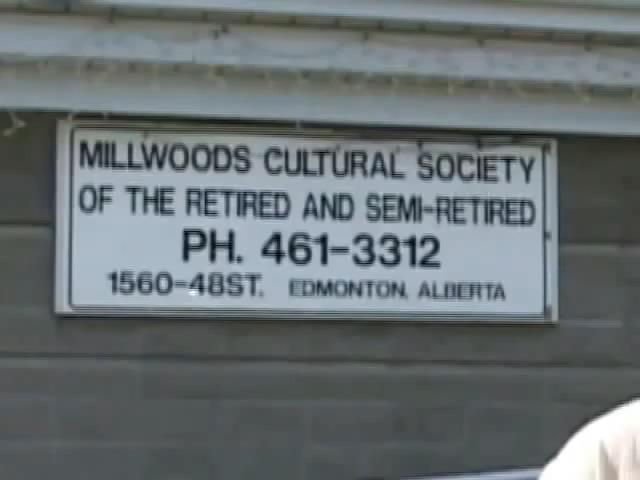 MILLWOODS CULTURAL SOCIETY
OF THE RETIRED AND SEMI-RETIRED
PH. 461-3312
1560-48ST. EDMONTON, ALBERTA